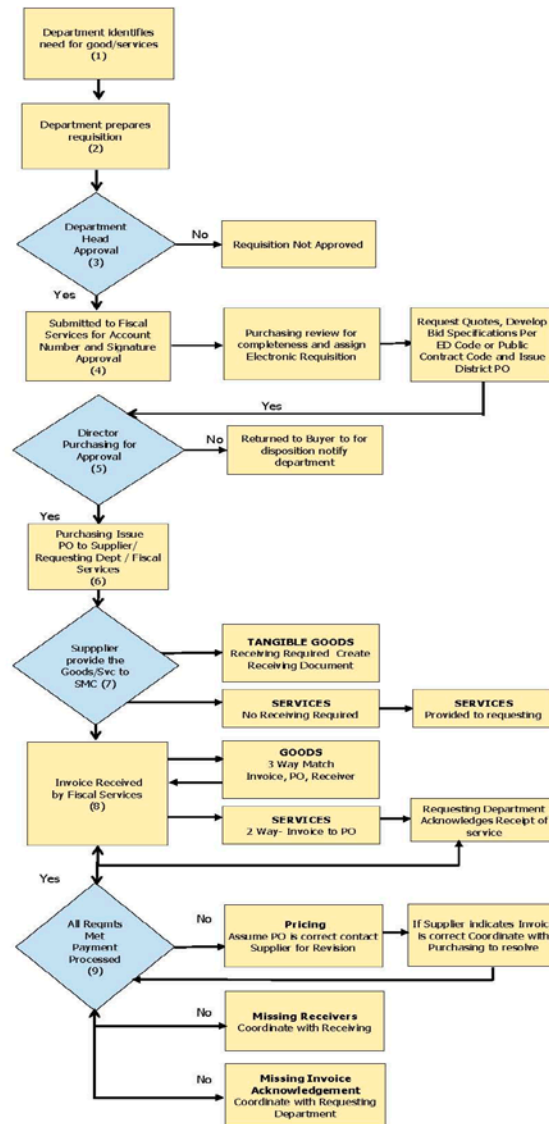 Department identifies
need for good/services
(1)
Department prepares
requisition
(2)
Department
Head
Approval
(3)
No
Requisition Not Approved
Yes
Submitted to Fiscal
Services for Account
Number and Signature
Approval
(4)
Purchasing review for
completeness and assign
Electronic Requisition
Request Quotes, Develop
Bid Specifications Per
ED Code or Public
Contract Code and Issue
District PO
Yes
Director
Purchasing for
Approval
(5)
No
Returned to Buyer to for
disposition notify
department
Yes
Purchasing Issue
PO to Supplier/
Requesting Dept / Fiscal
Services
(6)
Suppplier
provide the
Goods/Svc to
SMC (7)
TANGIBLE GOODS
Receiving Required Create
Receiving Document
SERVICES
No Receiving Required
SERVICES
Provided to requesting
Invoice Received
by Fiscal Services
(8)
GOODS
3 Way Match
Invoice, PO, Receiver
SERVICES
2 Way- Invoice to PO
Requesting Department
Acknowledges Receipt of
service
Yes
All Reqmts
Met
Payment
Processed
(9)
No
Pricing
Assume PO is correct contact
Supplier for Revision
If Supplier indicates Invoic
is correct Coordinate with
Purchasing to resolve
No
Missing Receivers
Coordinate with Receiving
No
Missing Invoice
Acknowledgement
Coordinate with Requesting
Department